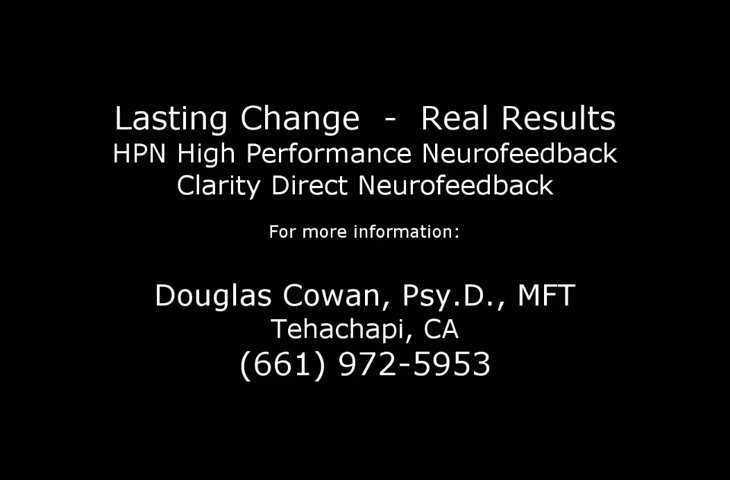 Lasting Change - Real Results
HPN High Performance Neurofeedback
Clarity Direct Neurofeedback
For more information:
Douglas Cowan, Psy.D., MFT
Tehachapi, CA
(661) 972-5953